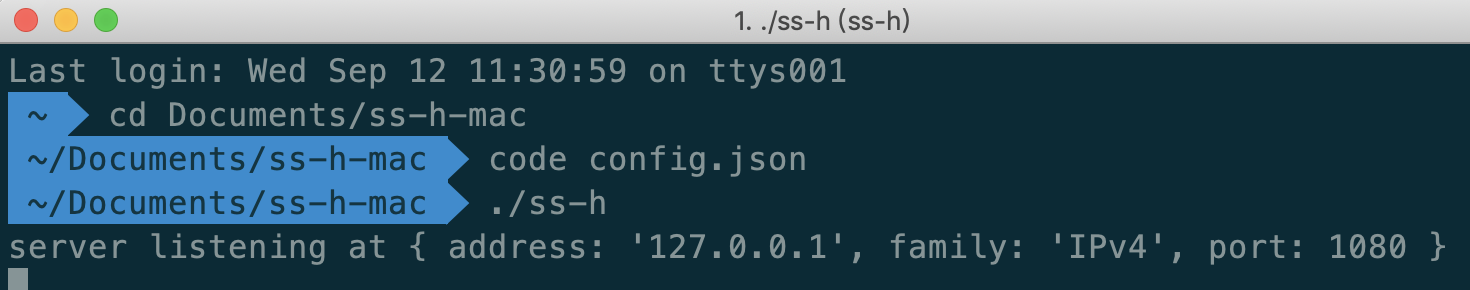 1. ./ss-h (ss-h)
Last login: Wed Sep 12 11:30:59 on ttys001
~ cd Documents/ss-h-mac
~/Documents/ss-h-mac code config.json
~/Documents/ss-h-mac ./ss-h
server listening at { address: '127.0.0.1', family: 'IPv4', port: 1080 }